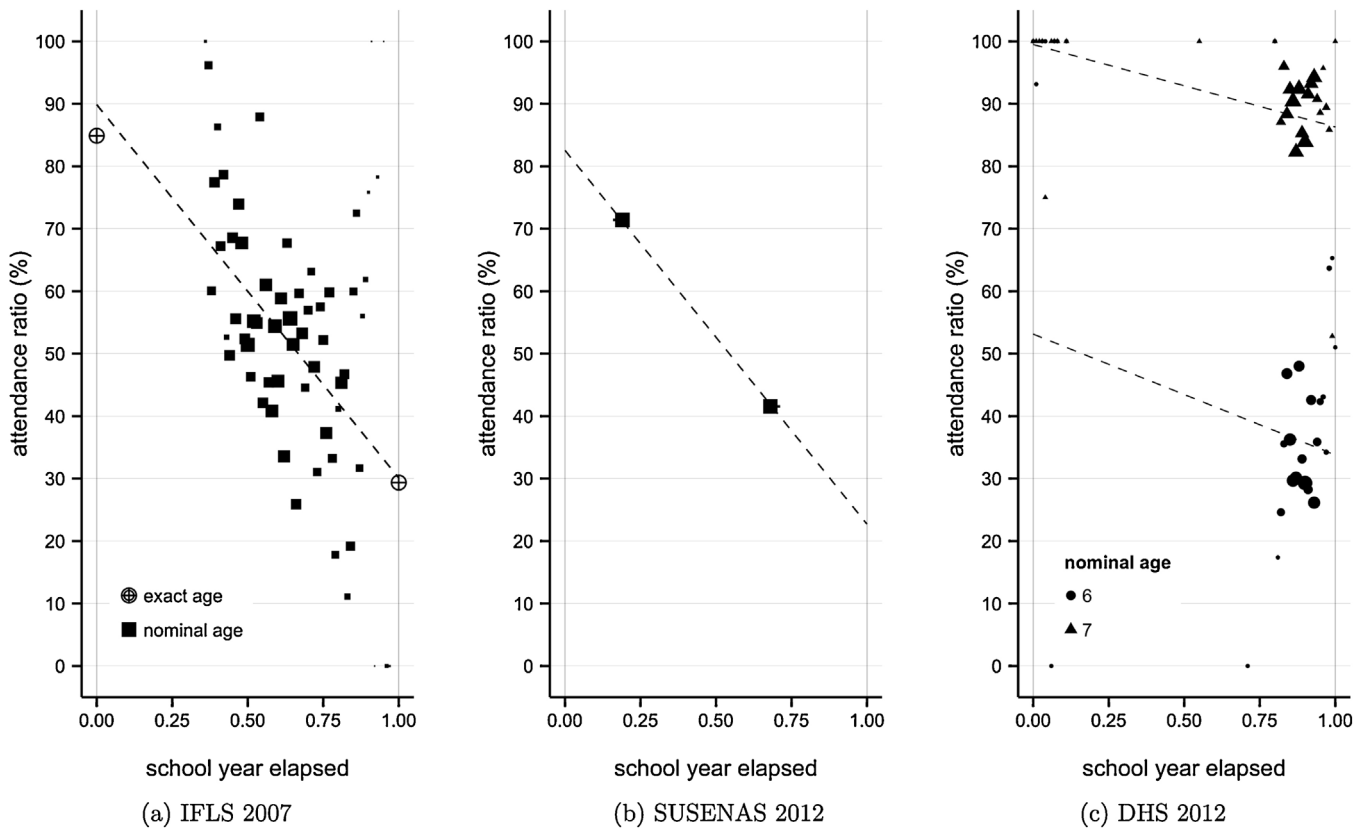 attendance ratio (%)
100
90
80
70
60
50
40
30
20
10
0
exact age
nominal age
0.00 0.25 0.50 0.75 1.00
school year elapsed
(a) IFLS 2007
attendance ratio (%)
100
90
80
70
60
50
40
30
20
10
0
0.00 0.25 0.50 0.75 1.00
school year elapsed
(b) SUSENAS 2012
attendance ratio (%)
100
90
80
70
60
50
40
30
20
10
0
nominal age
6
7
0.00 0.25 0.50 0.75 1.00
school year elapsed
(c) DHS 2012